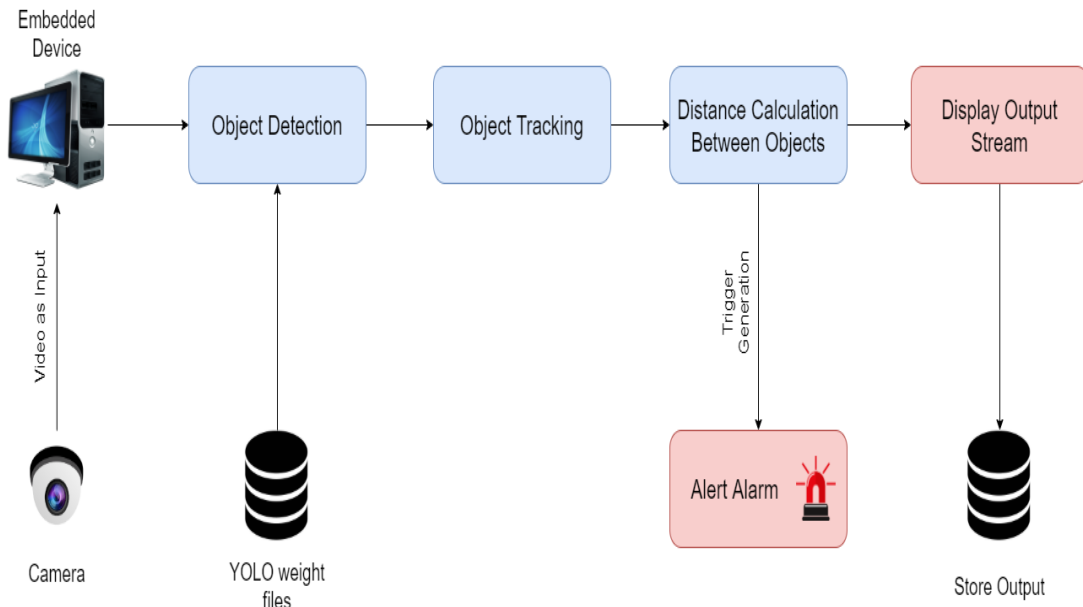 Embedded
Device
Object Detection
Object Tracking
Distance Calculation
Between Objects
Display Output
Stream
Video as Input
Trigger
Generation
Alert Alarm
Camera
YOLO weight
files
Store Output